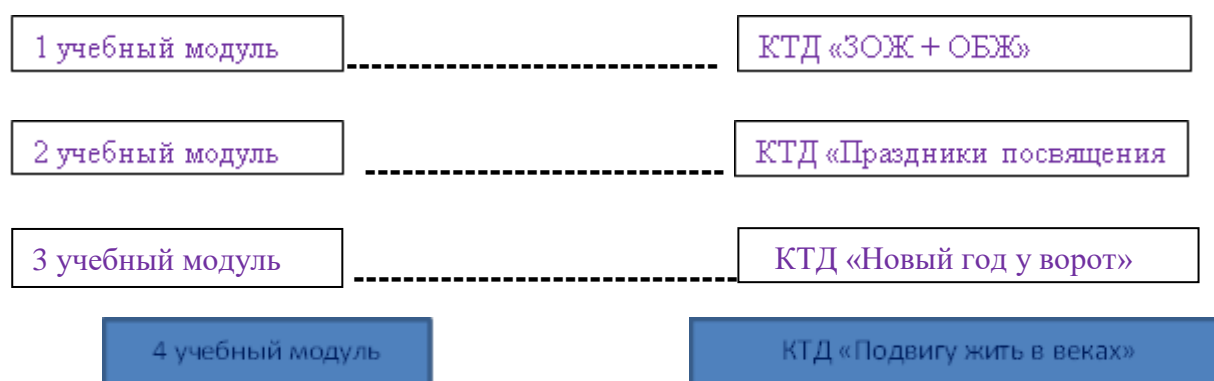 1 учебный модуль КТД «ЗОЖ + ОБЖ»
2 учебный модуль КТД «Праздники посвящения
3 учебный модуль КТД «Новый год у ворот»
4 учебный модуль КТД «Подвигу жить в веках»